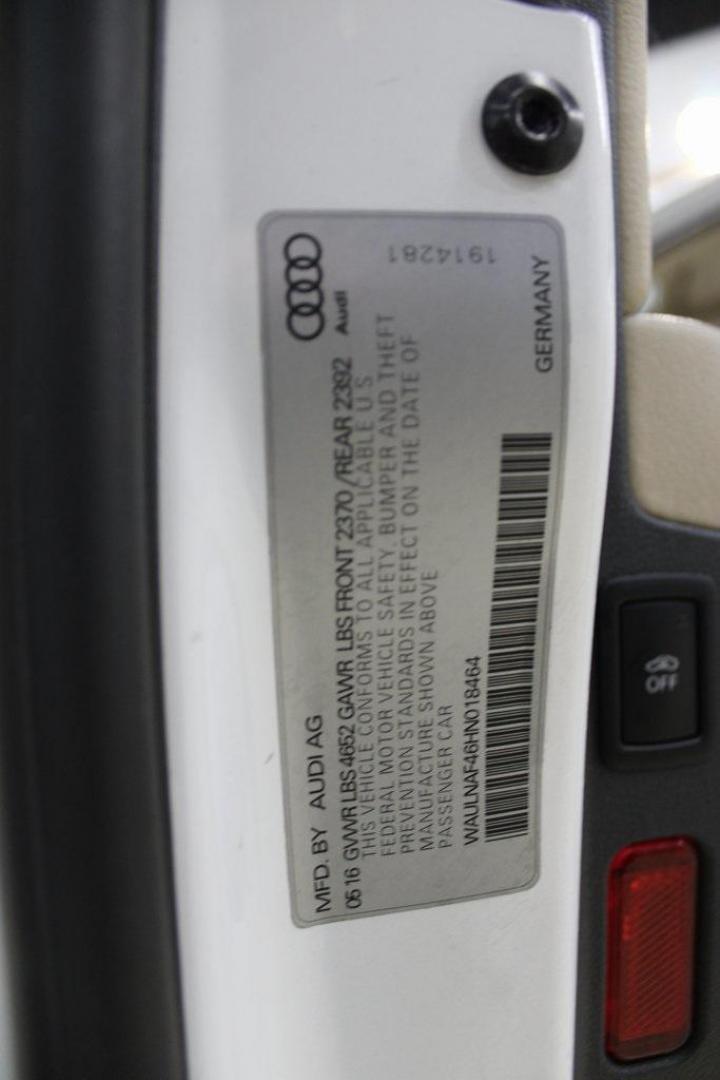 Audi
MFD. BY AUDI AG
05 16 GVWR LBS 4652 GAWR LBS FRONT 2370 /REAR 2392
THIS VEHICLE CONFORMS TO ALL APPLICABLE U S
FEDERAL MOTOR VEHICLE SAFETY, BUMPER AND THEFT
PREVENTION STANDARDS IN EFFECT ON THE DATE OF
MANUFACTURE SHOWN ABOVE
PASSENGER CAR
WAULNAF46HN018464
GERMANY
1914281
OFF